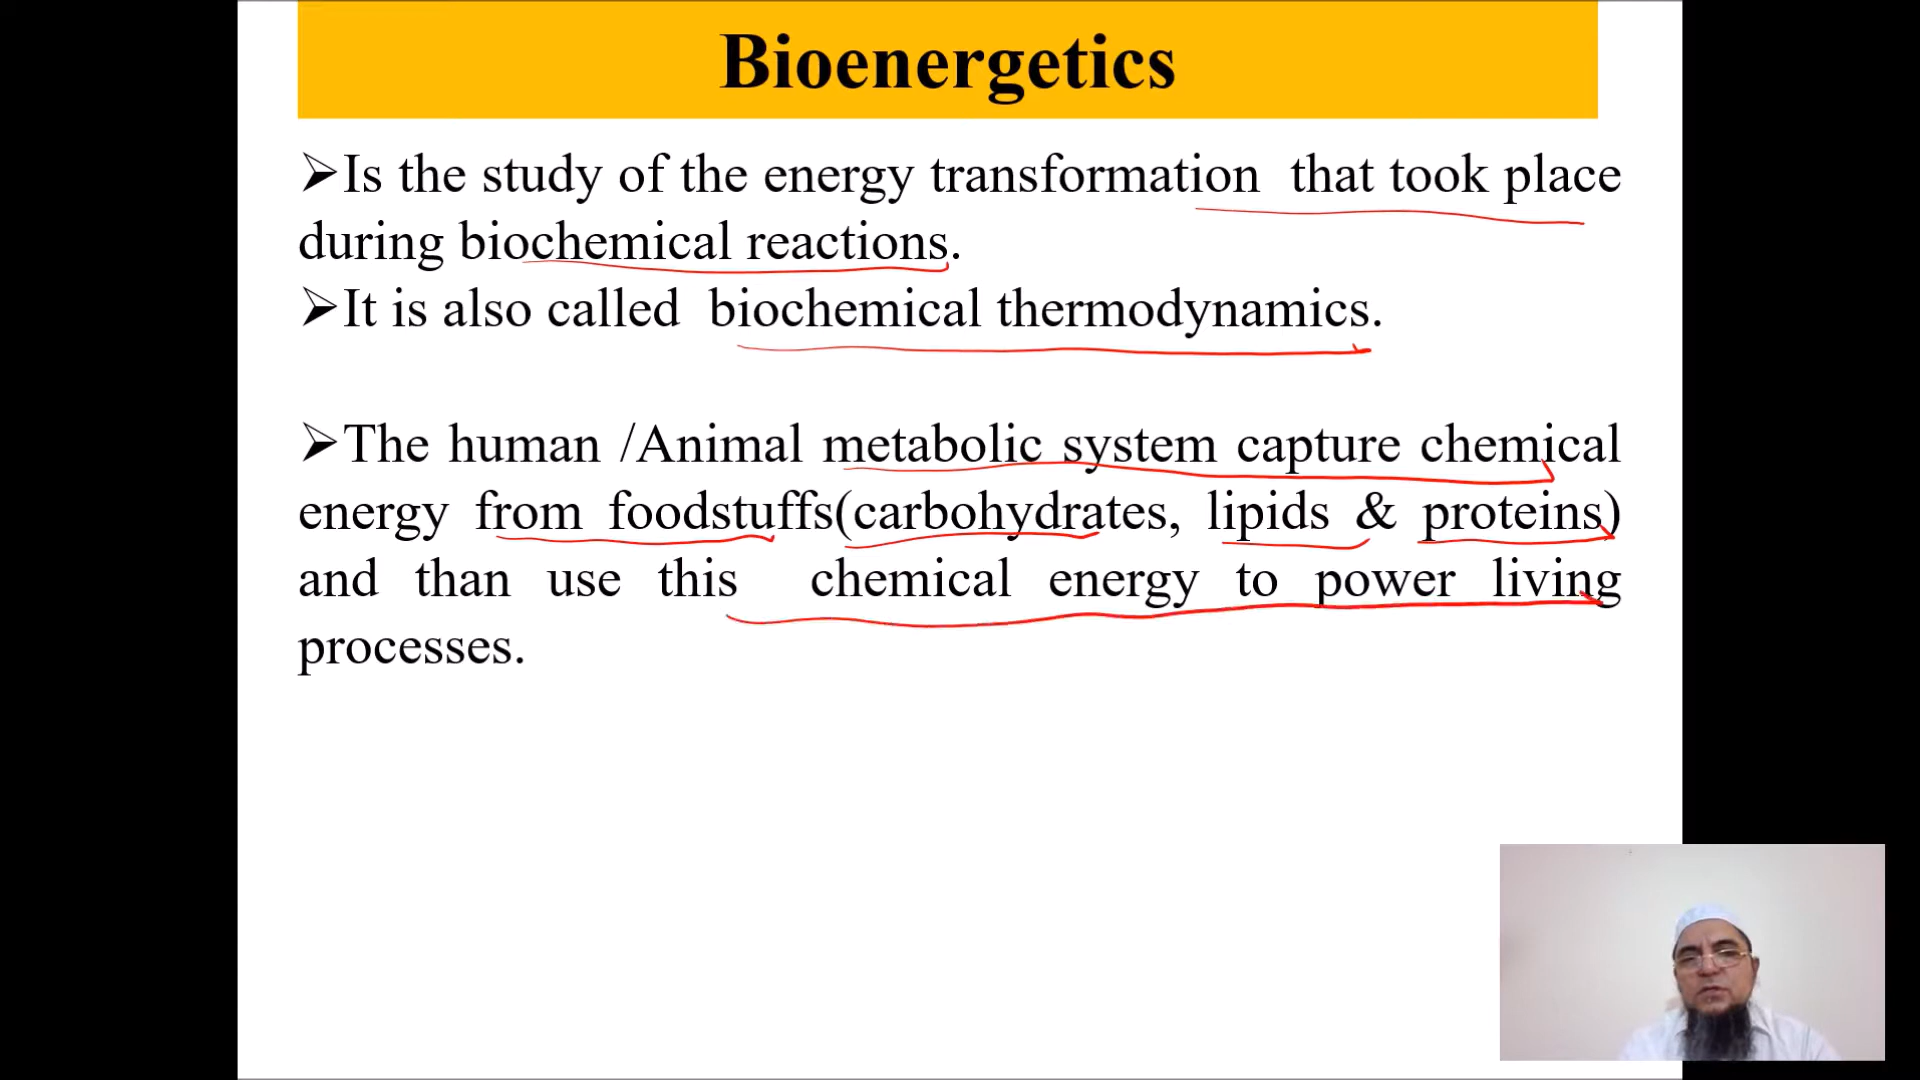 Bioenergetics
➢Is the study of the energy transformation that took place
during biochemical reactions.
➢It is also called biochemical thermodynamics.
➢The human /Animal metabolic system capture chemical
energy from foodstuffs(carbohydrates, lipids & proteins)
and than use this chemical energy to power living
processes.